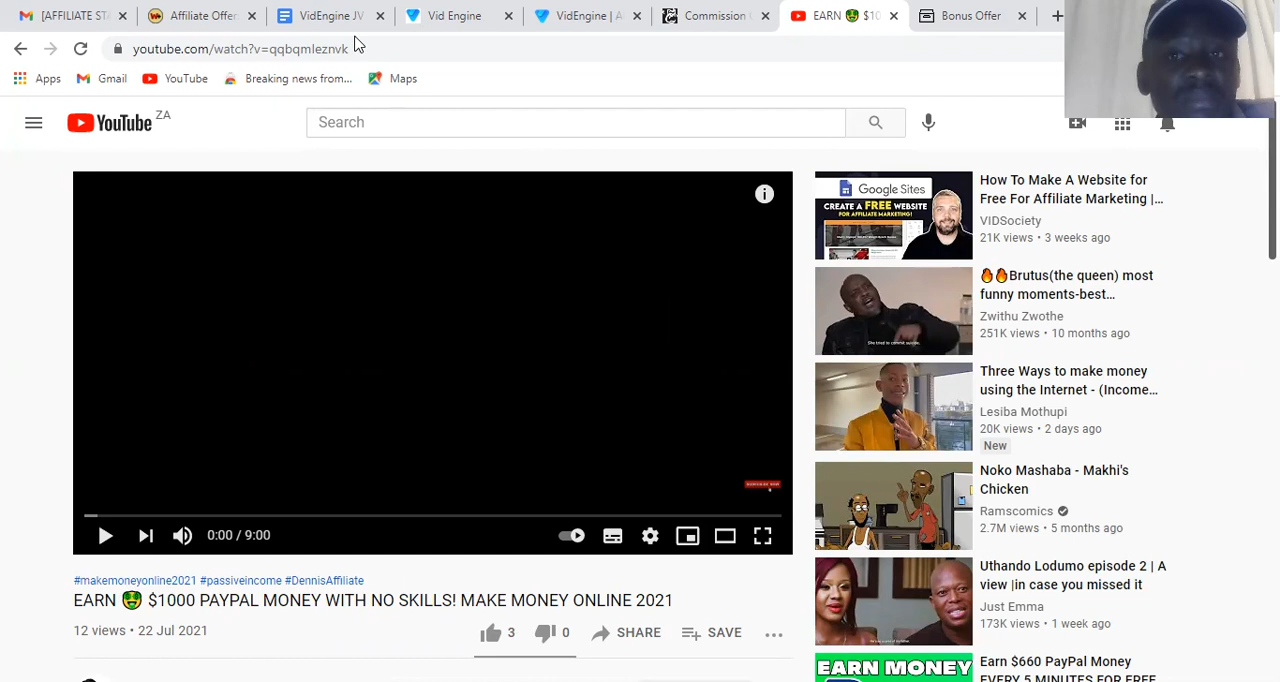 [AFFILIATE STA
Affiliate Offer
VidEngine JV
Vid Engine
VidEngine | A
Commission
EARN 🤑 $10
Bonus Offer
youtube.com/watch?v=qqbqmleznvk
Apps
Gmail
YouTube
Breaking news from...
Maps
YouTube ZA
Search
Google Sites
CREATE A FREE WEBSITE
FOR AFFILIATE MARKETING!
How To Make A Website for
Free For Affiliate Marketing |...
VIDSociety
21K views • 3 weeks ago
She tried to commit suicide.
🔥🔥Brutus(the queen) most
funny moments-best...
Zwithu Zwothe
251K views • 10 months ago
Three Ways to make money
using the Internet - (Income...
Lesiba Mothupi
20K views • 2 days ago
New
Noko Mashaba - Makhi's
Chicken
Ramscomics
2.7M views • 5 months ago
Uthando Lodumo episode 2 | A
view |in case you missed it
Just Emma
173K views • 1 week ago
EARN MONEY
Earn $660 PayPal Money
EVERY 5 MINUTES FOR FREE
0:00 / 9:00
#makemoneyonline2021 #passiveincome #DennisAffiliate
EARN 🤑 $1000 PAYPAL MONEY WITH NO SKILLS! MAKE MONEY ONLINE 2021
12 views • 22 Jul 2021
3
0
SHARE
SAVE